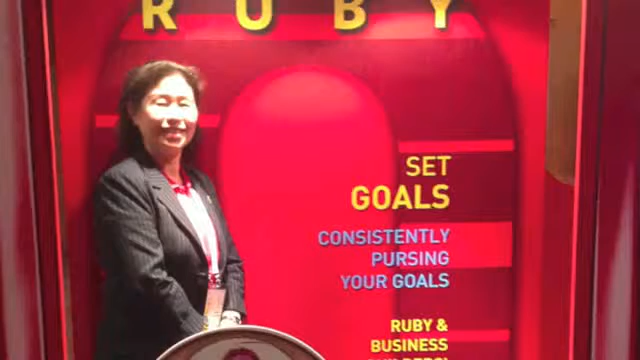 RUBY
SET
GOALS
CONSISTENTLY
PURSING
YOUR GOALS
RUBY &
BUSINESS